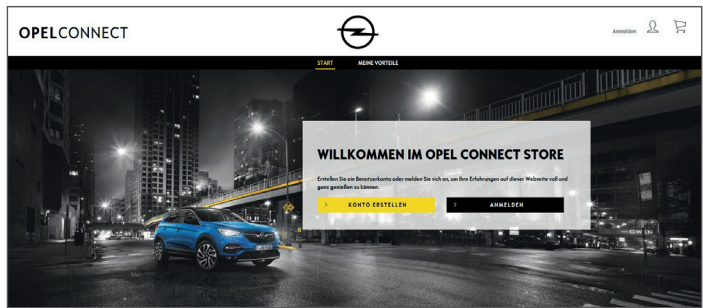 OPELCONNECT
Anmelden
START MEINE VORTEILE
WILLKOMMEN IM OPEL CONNECT STORE
Erstellen Sie ein Benutzerkonto oder melden Sie sich an, um Ihre Erfahrungen auf dieser Webseite voll und
ganz genießen zu können.
> KONTO ERSTELLEN > ANMELDEN